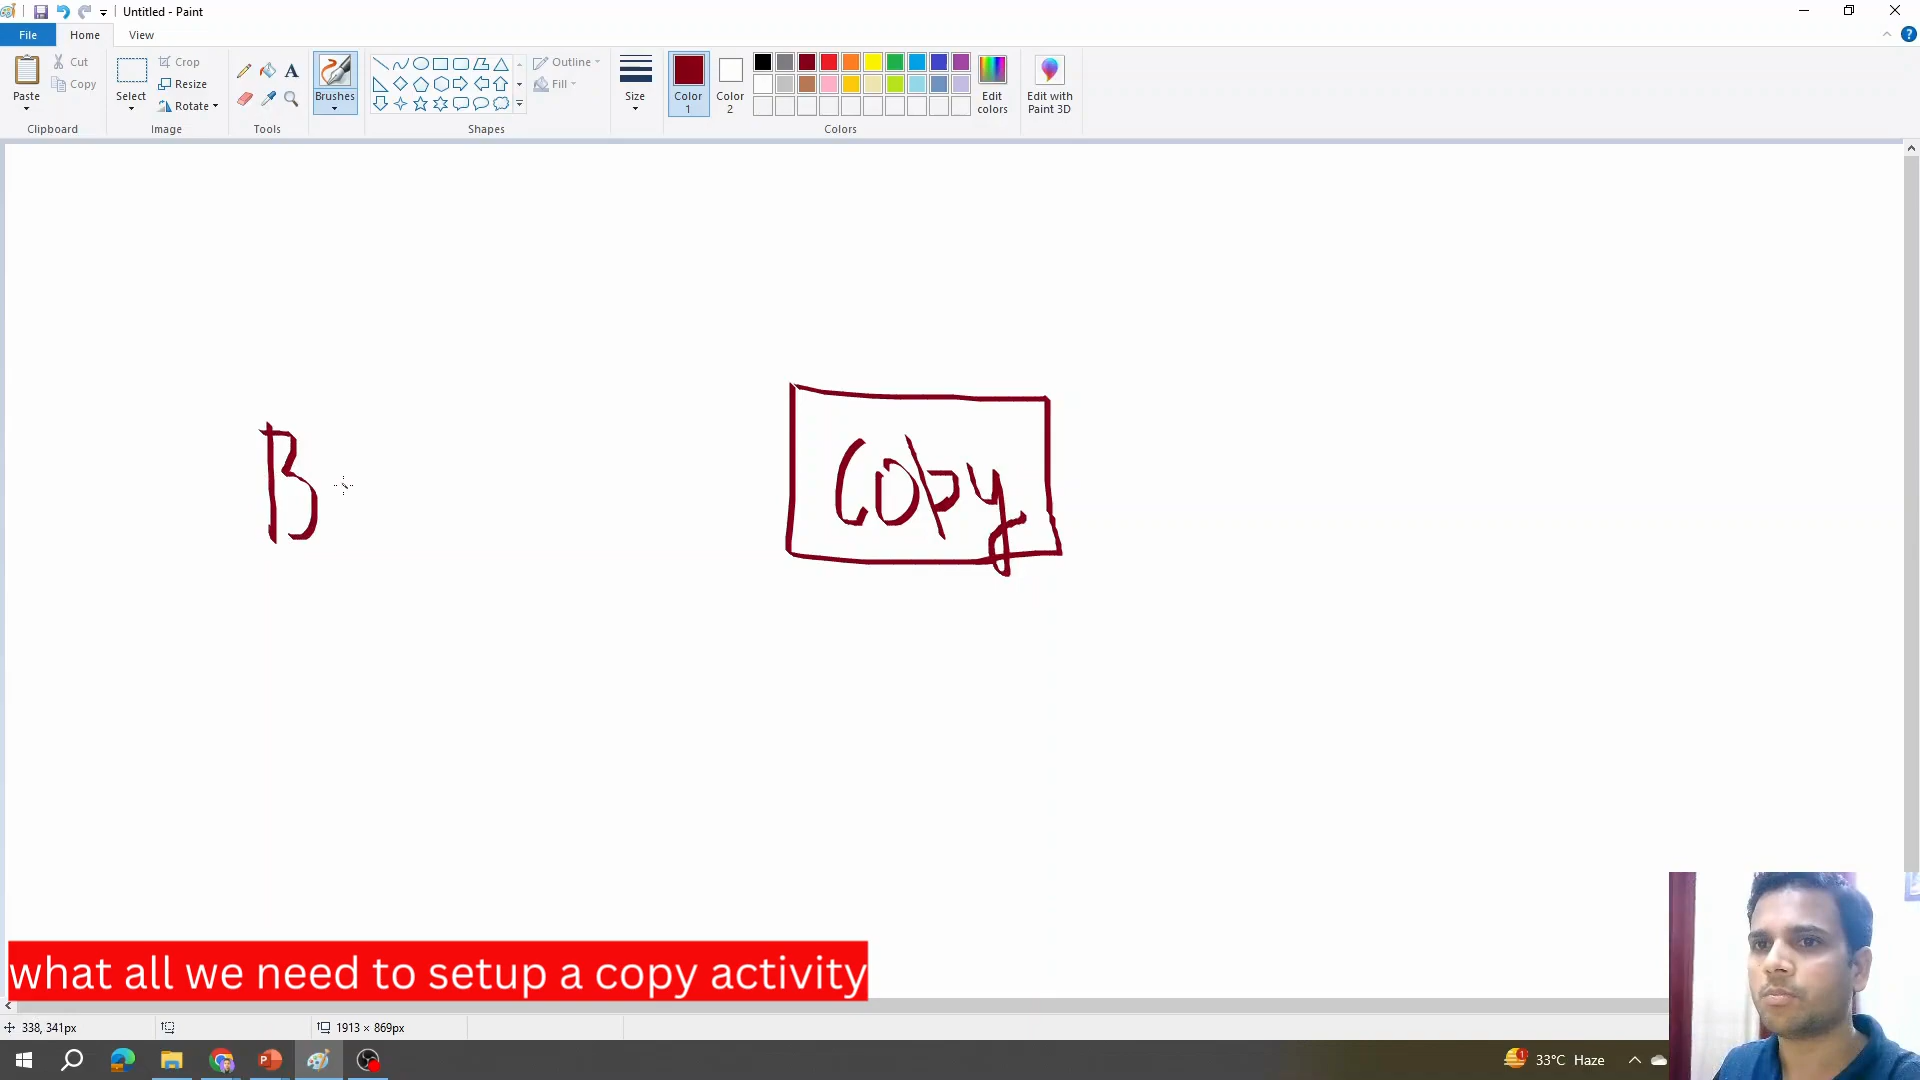 Untitled - Paint
File
Home
View
Paste
Cut
Copy
Clipboard
Select
Crop
Resize
Rotate
Image
A
Tools
Brushes
Shapes
Outline
Fill
Size
Color
1
Color
2
Colors
Edit
colors
Edit with
Paint 3D
B
Copy
what all we need to setup a copy activity
338, 341px
1913 × 869px
33°C Haze